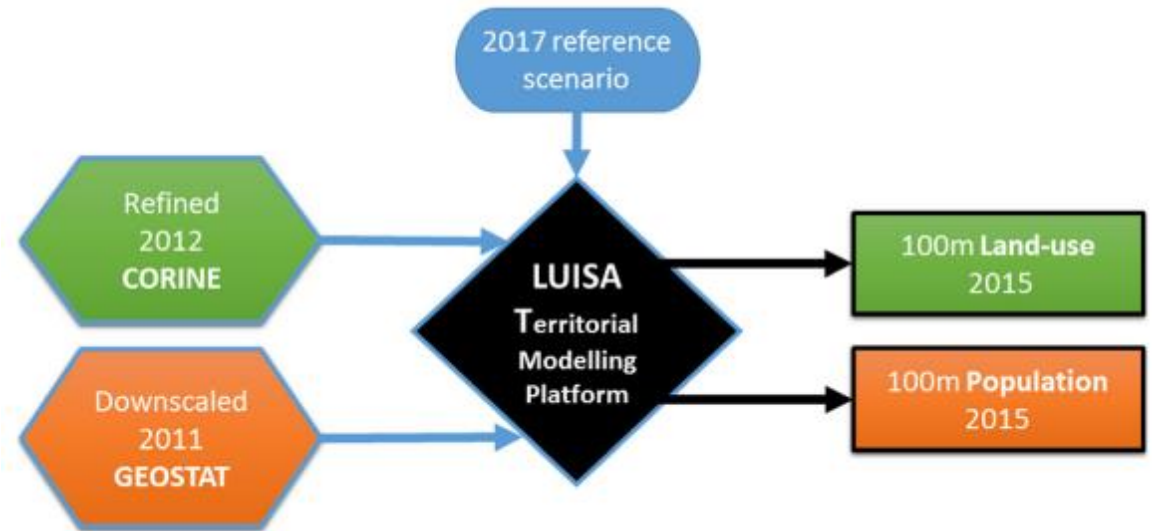 2017 reference
scenario
Refined
2012
CORINE
Downscaled
2011
GEOSTAT
LUISA
Territorial
Modelling
Platform
100m Land-use
2015
100m Population
2015